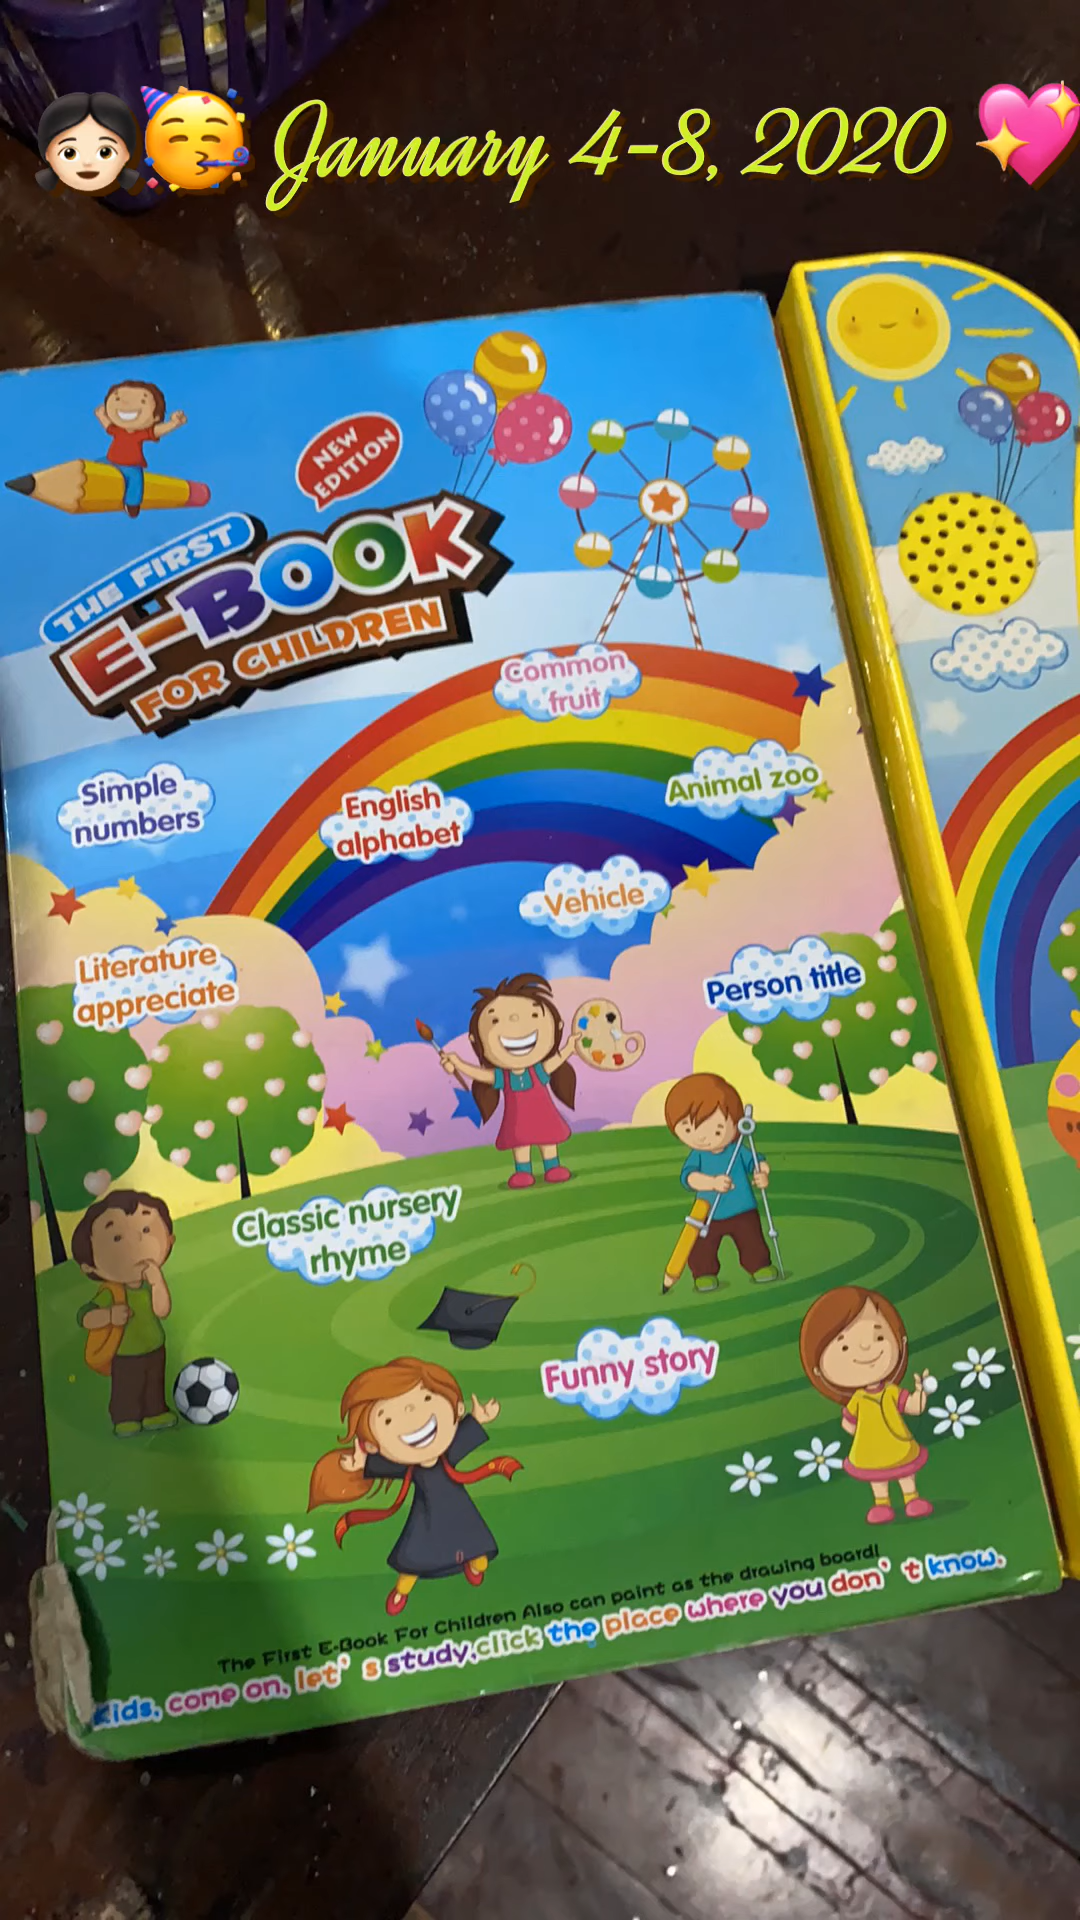 January 4-8, 2020
NEW
EDITION
THE FIRST
E-BOOK
FOR CHILDREN
Common
fruit
Simple
numbers
English
alphabet
Animal zoo
Vehicle
Literature
appreciate
Person title
Classic nursery
rhyme
Funny story
The First E-Book For Children Also can paint as the drawing board!
Kids, come on, let’s study,click the place where you don’t know.